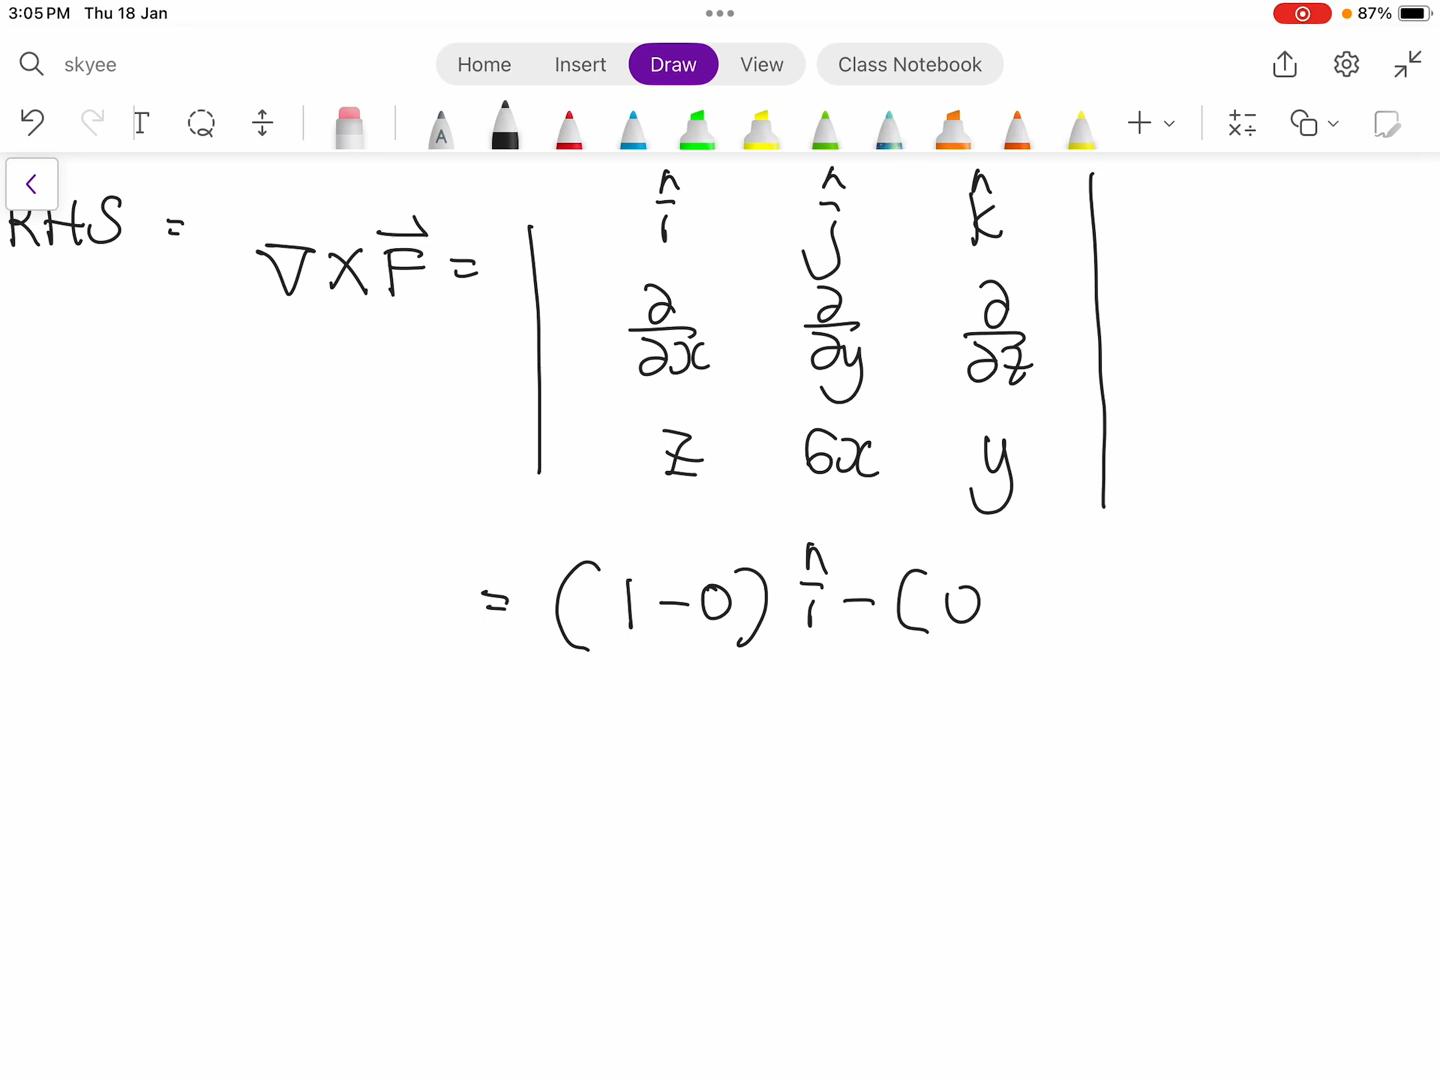 3:05 PM Thu 18 Jan 87%
skyee Home Insert Draw View Class Notebook
T A
RHS = ∇ × F⃗ =
î ĵ k̂
∂/∂x ∂/∂y ∂/∂z
z 6x y
= (1 - 0) î - (0